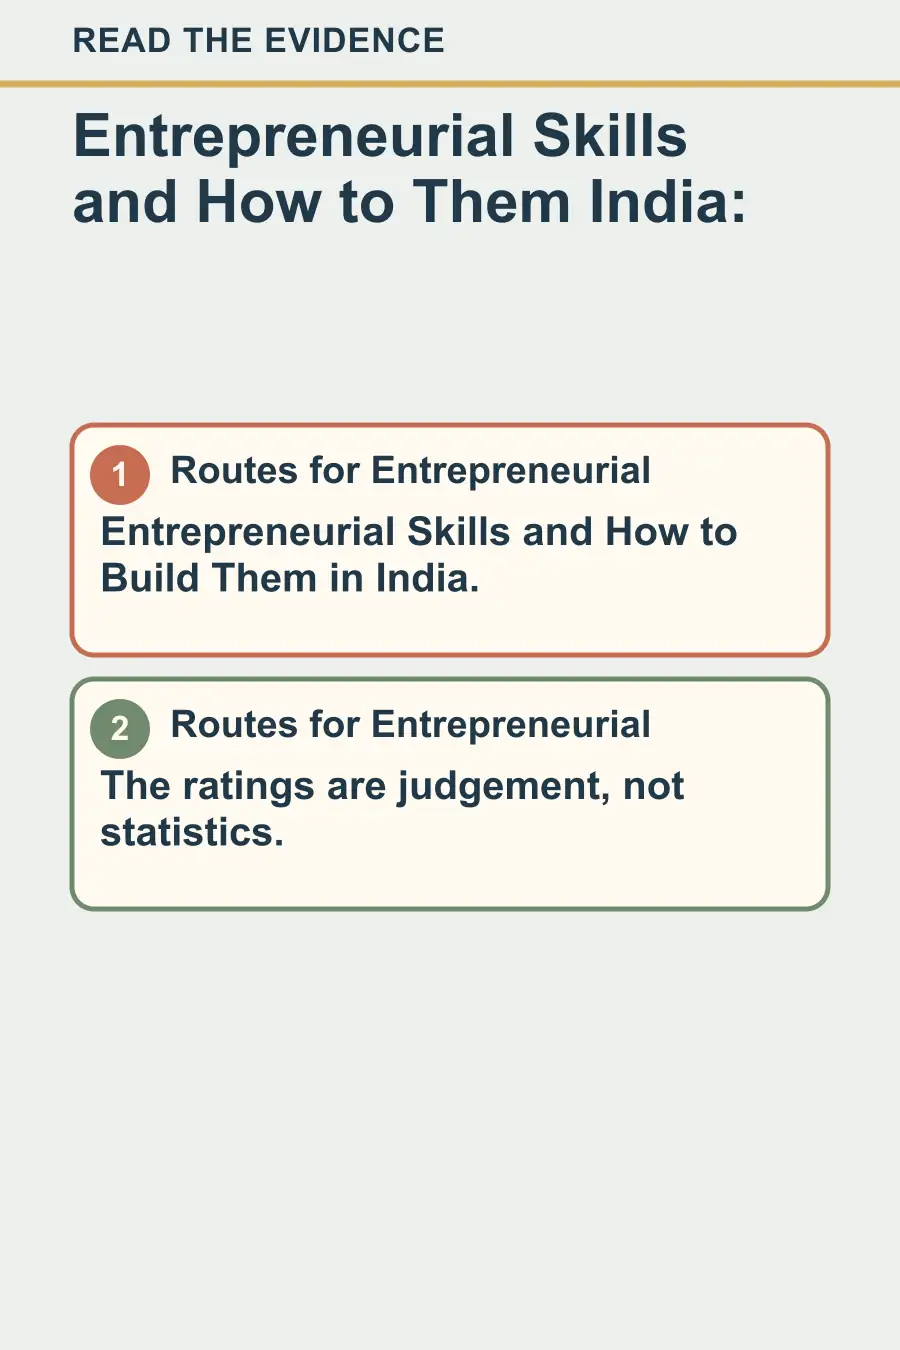 READ THE EVIDENCE
Entrepreneurial Skills
and How to Them India:
1 Routes for Entrepreneurial
Entrepreneurial Skills and How to
Build Them in India.
2 Routes for Entrepreneurial
The ratings are judgement, not
statistics.